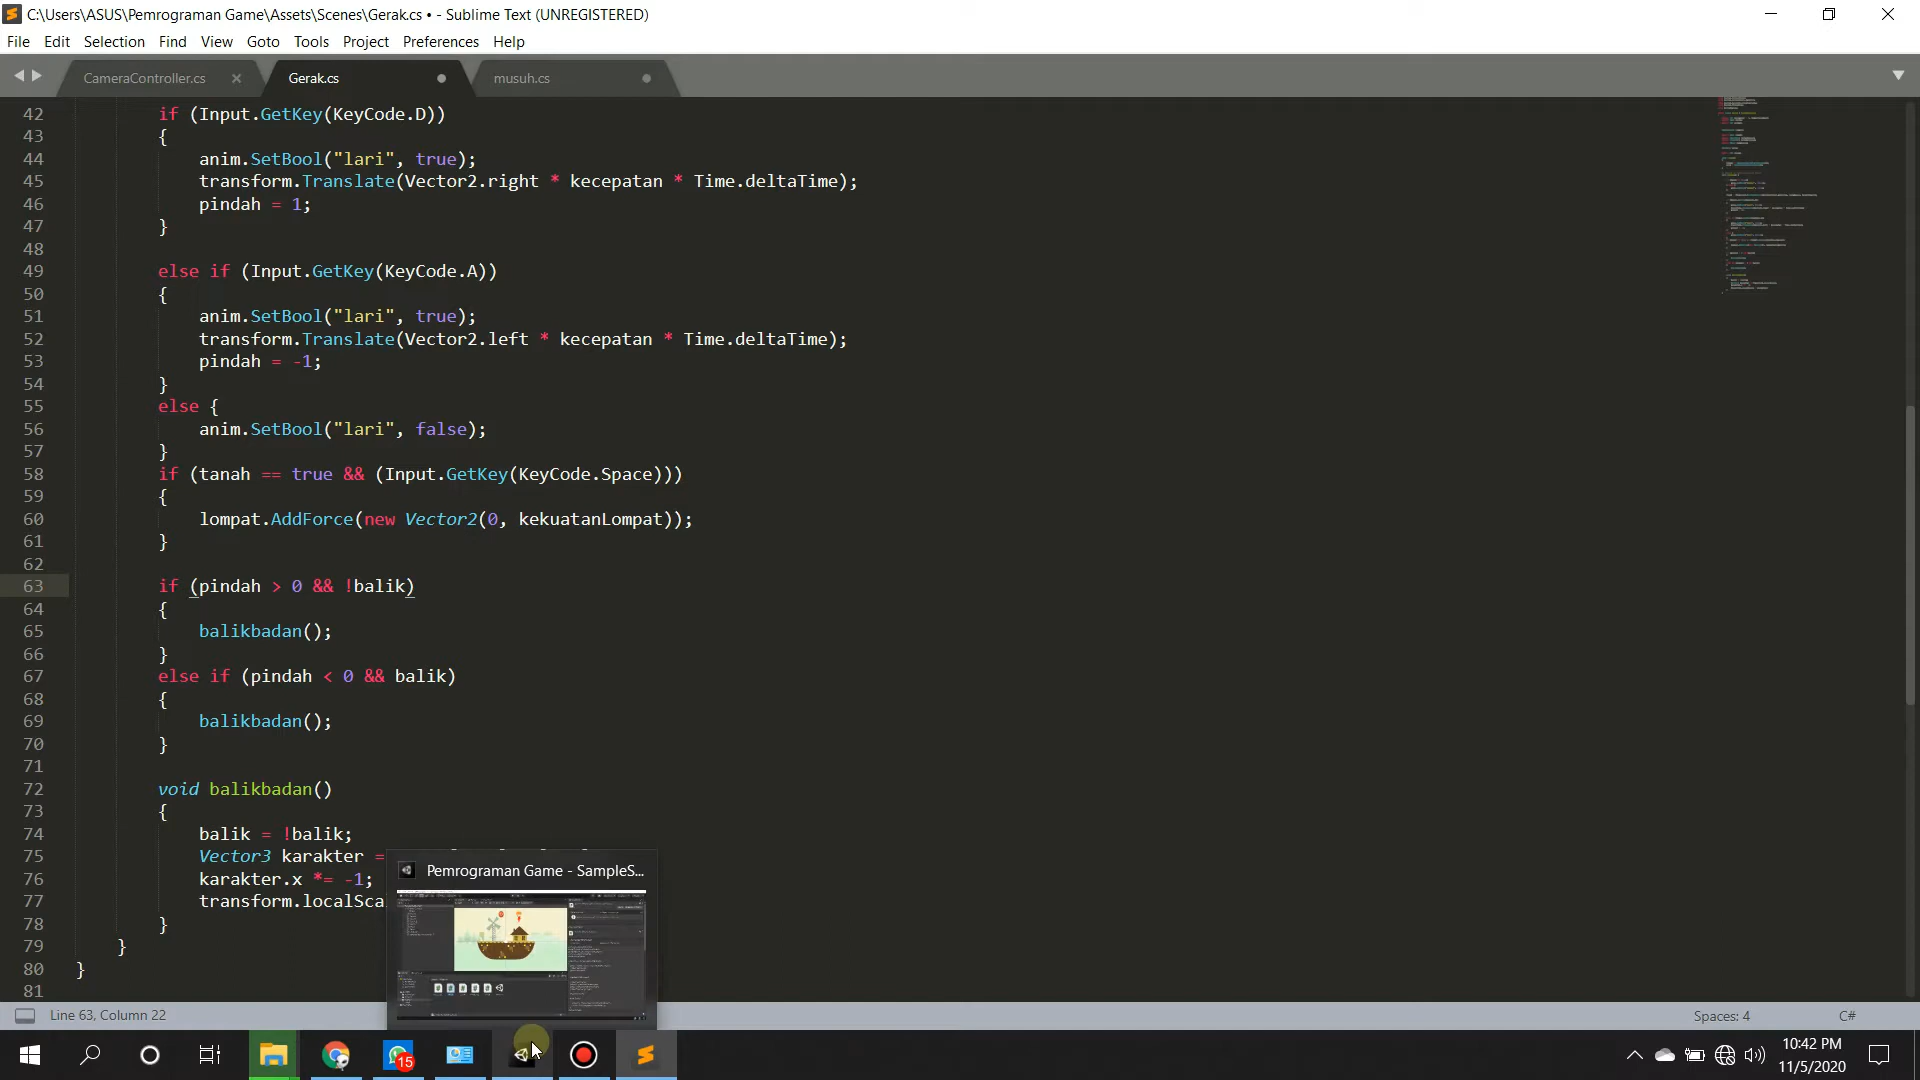 C:\Users\ASUS\Pemrograman Game\Assets\Scenes\Gerak.cs • - Sublime Text (UNREGISTERED)
File Edit Selection Find View Goto Tools Project Preferences Help
CameraController.cs Gerak.cs musuh.cs
42 if (Input.GetKey(KeyCode.D))
43 {
44 anim.SetBool("lari", true);
45 transform.Translate(Vector2.right * kecepatan * Time.deltaTime);
46 pindah = 1;
47 }
48
49 else if (Input.GetKey(KeyCode.A))
50 {
51 anim.SetBool("lari", true);
52 transform.Translate(Vector2.left * kecepatan * Time.deltaTime);
53 pindah = -1;
54 }
55 else {
56 anim.SetBool("lari", false);
57 }
58 if (tanah == true && (Input.GetKey(KeyCode.Space)))
59 {
60 lompat.AddForce(new Vector2(0, kekuatanLompat));
61 }
62
63 if (pindah > 0 && !balik)
64 {
65 balikbadan();
66 }
67 else if (pindah < 0 && balik)
68 {
69 balikbadan();
70 }
71
72 void balikbadan()
73 {
74 balik = !balik;
75 Vector3 karakter =
76 karakter.x *= -1;
77 transform.localSca
78 }
79 }
80 }
81
Pemrograman Game - SampleS...
Line 63, Column 22 Spaces: 4 C#
15
10:42 PM
11/5/2020